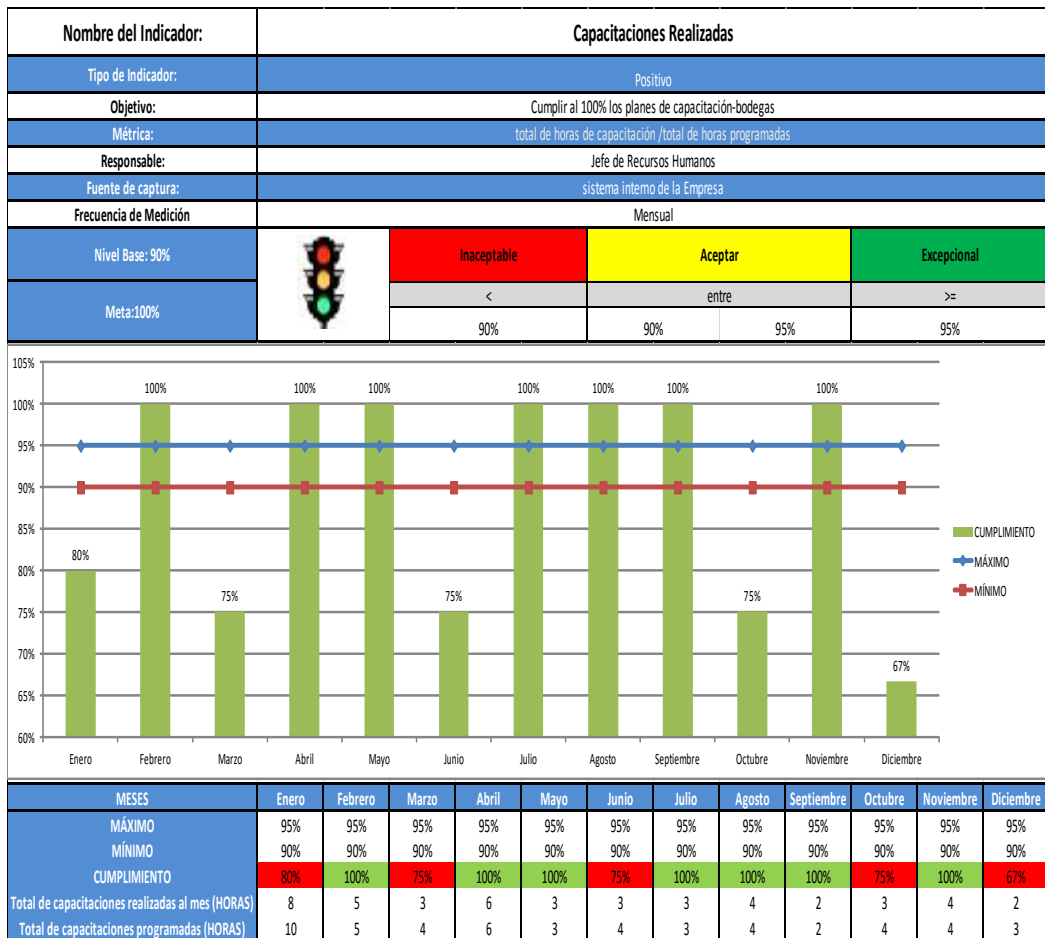 Nombre del Indicador: Capacitaciones Realizadas
Tipo de Indicador: Positivo
Objetivo: Cumplir al 100% los planes de capacitación-bodegas
Métrica: total de horas de capacitación /total de horas programadas
Responsable: Jefe de Recursos Humanos
Fuente de captura: sistema interno de la Empresa
Frecuencia de Medición Mensual
Nivel Base: 90% Inaceptable Aceptar Excepcional
Meta:100% < entre >=
90% 90% 95% 95%
105%
100%
95%
90%
85%
80%
75%
70%
65%
60%
80% 100% 75% 100% 100% 75% 100% 100% 100% 75% 100% 67%
Enero Febrero Marzo Abril Mayo Junio Julio Agosto Septiembre Octubre Noviembre Diciembre
CUMPLIMIENTO
MÁXIMO
MÍNIMO
MESES Enero Febrero Marzo Abril Mayo Junio Julio Agosto Septiembre Octubre Noviembre Diciembre
MÁXIMO 95% 95% 95% 95% 95% 95% 95% 95% 95% 95% 95% 95%
MÍNIMO 90% 90% 90% 90% 90% 90% 90% 90% 90% 90% 90% 90%
CUMPLIMIENTO 80% 100% 75% 100% 100% 75% 100% 100% 100% 75% 100% 67%
Total de capacitaciones realizadas al mes (HORAS) 8 5 3 6 3 3 3 4 2 3 4 2
Total de capacitaciones programadas (HORAS) 10 5 4 6 3 4 3 4 2 4 4 3